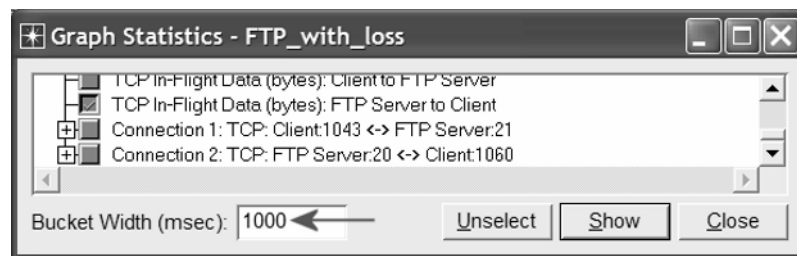 Graph Statistics - FTP_with_loss
TCP In-Flight Data (bytes): Client to FTP Server
TCP In-Flight Data (bytes): FTP Server to Client
Connection 1: TCP: Client:1043 <-> FTP Server:21
Connection 2: TCP: FTP Server:20 <-> Client:1060
Bucket Width (msec): 1000
Unselect
Show
Close